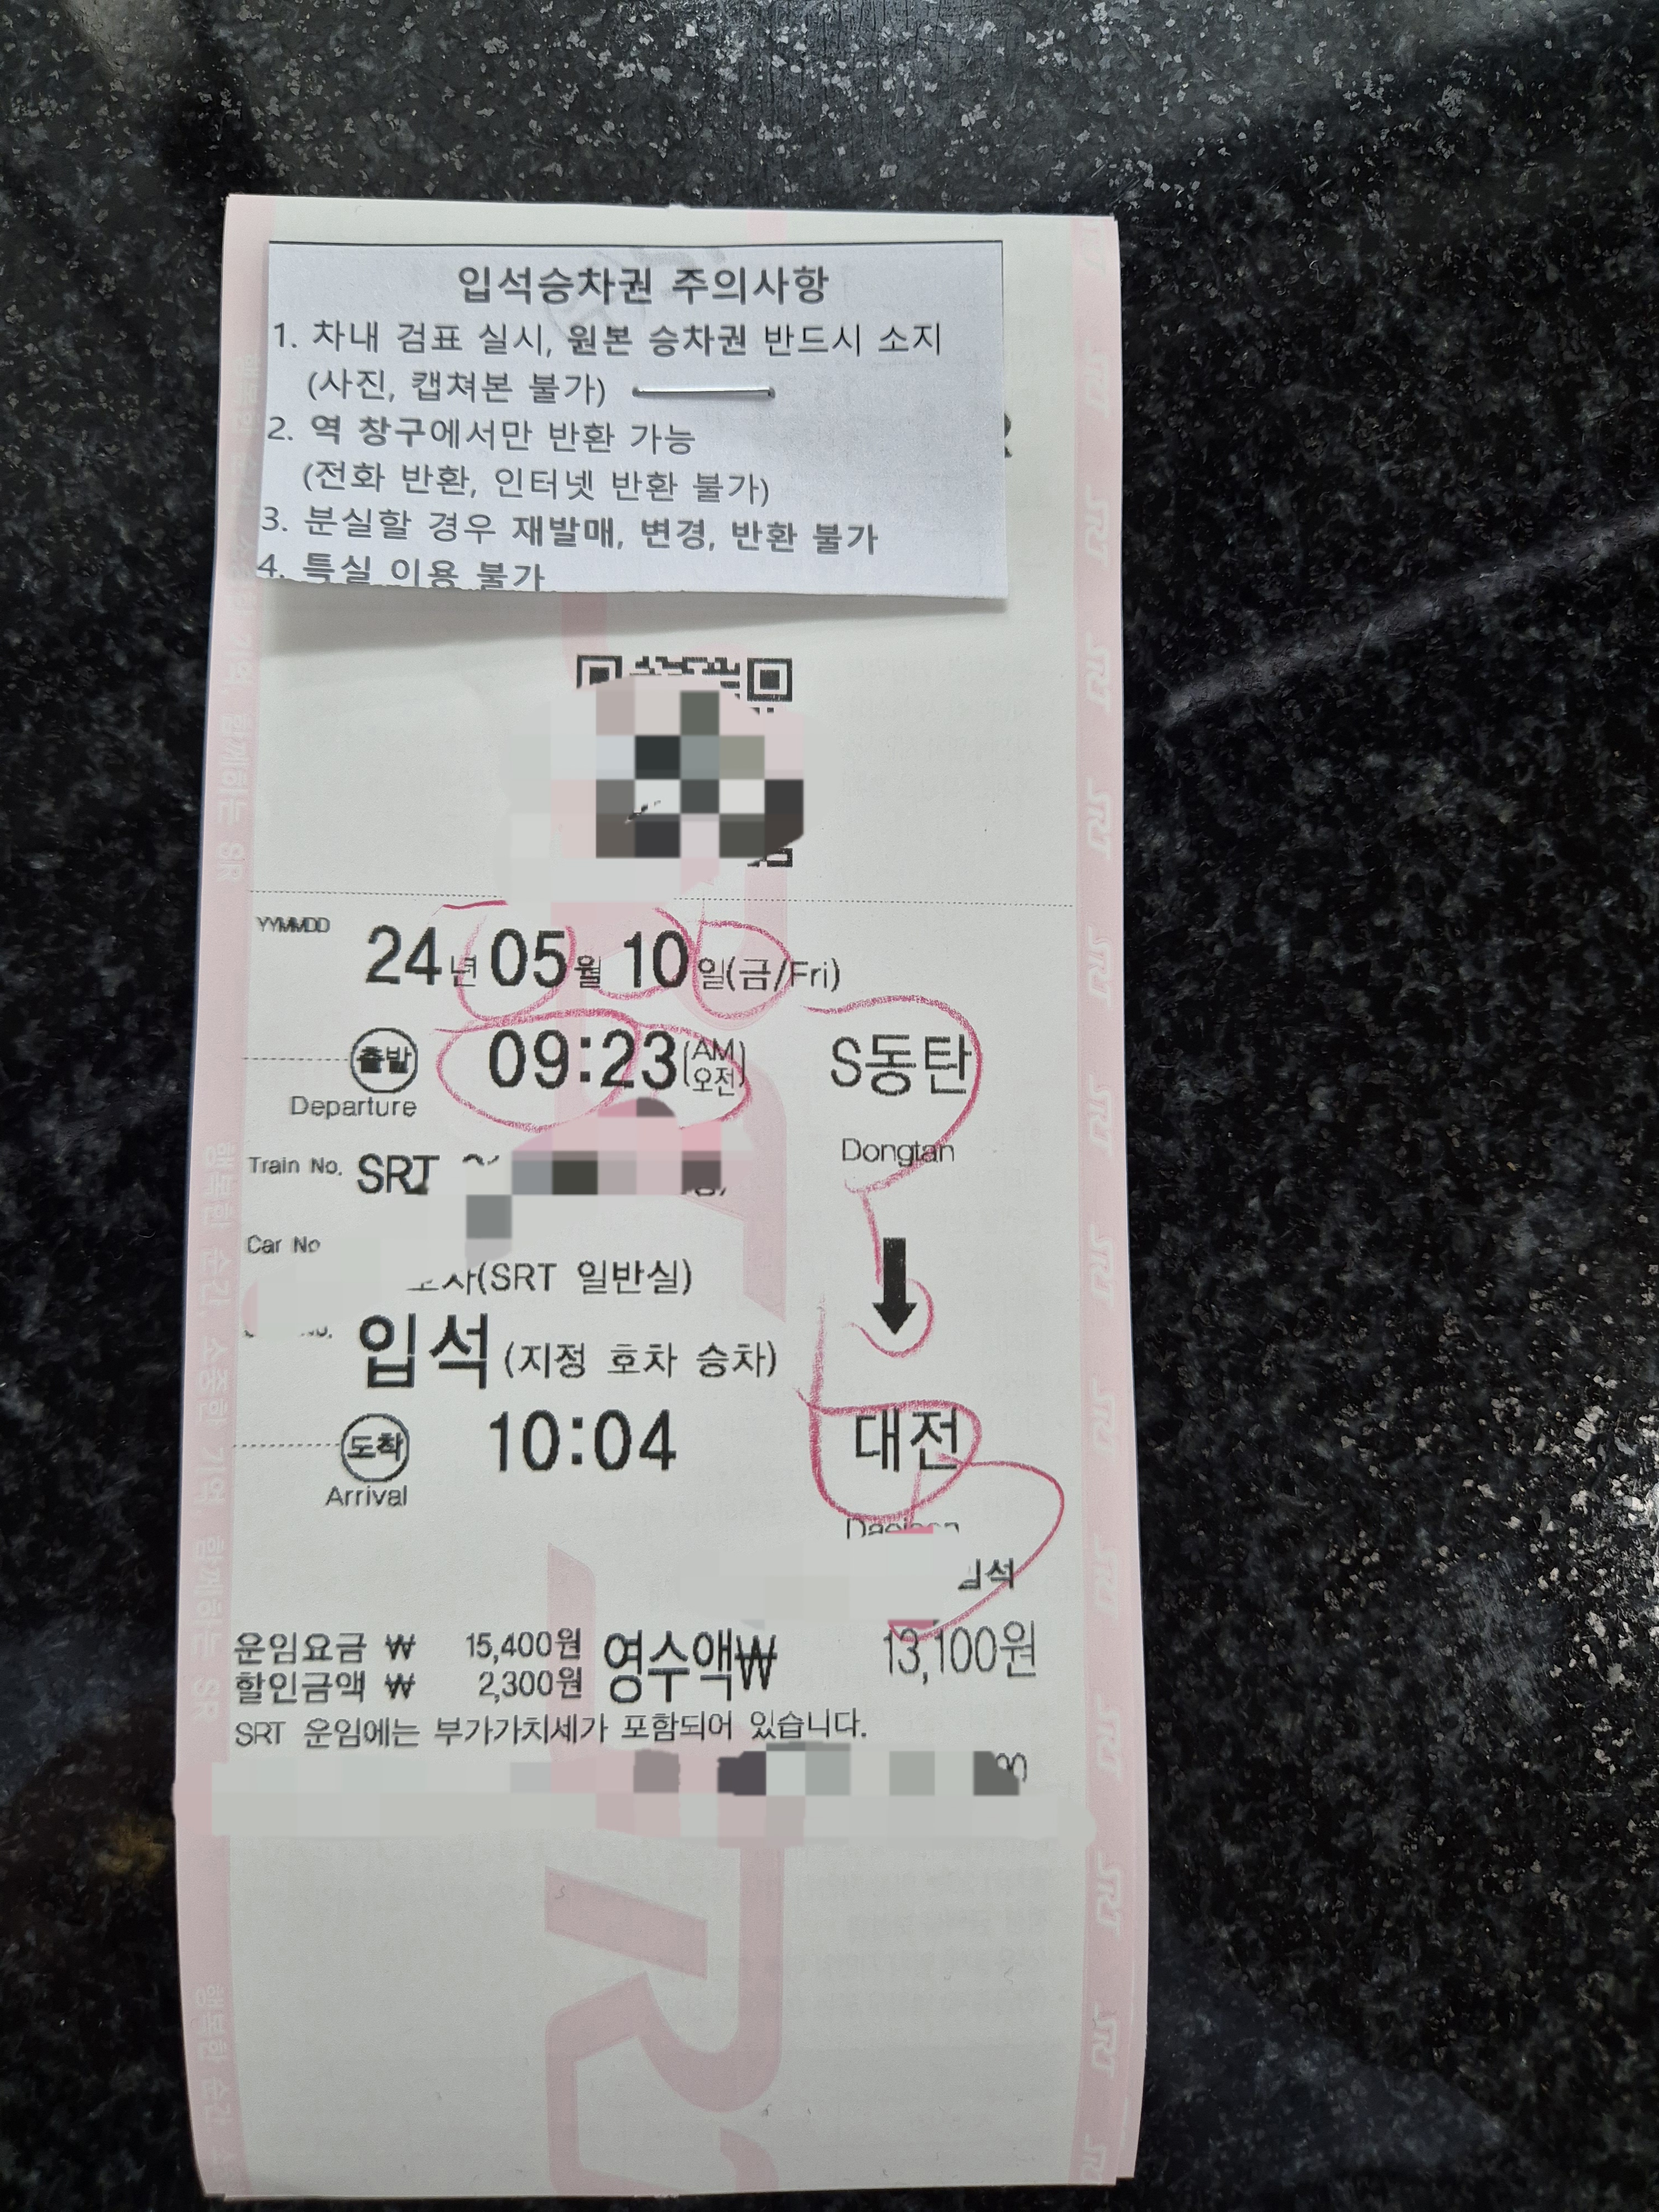 입석승차권 주의사항
1. 차내 검표 실시, 원본 승차권 반드시 소지
(사진, 캡쳐본 불가)
2. 역 창구에서만 반환 가능
(전화 반환, 인터넷 반환 불가)
3. 분실할 경우 재발매, 변경, 반환 불가
4. 특실 이용 불가
YYMMDD 24년 05월 10일(금/Fri)
출발 09:23(AM 오전) S동탄
Departure Dongtan
Train No. SRT
Car No
(SRT 일반실)
입석(지정 호차 승차)
도착 10:04 대전
Arrival
운임요금 ₩ 15,400원 영수액₩ 13,100원
할인금액 ₩ 2,300원
SRT 운임에는 부가가치세가 포함되어 있습니다.